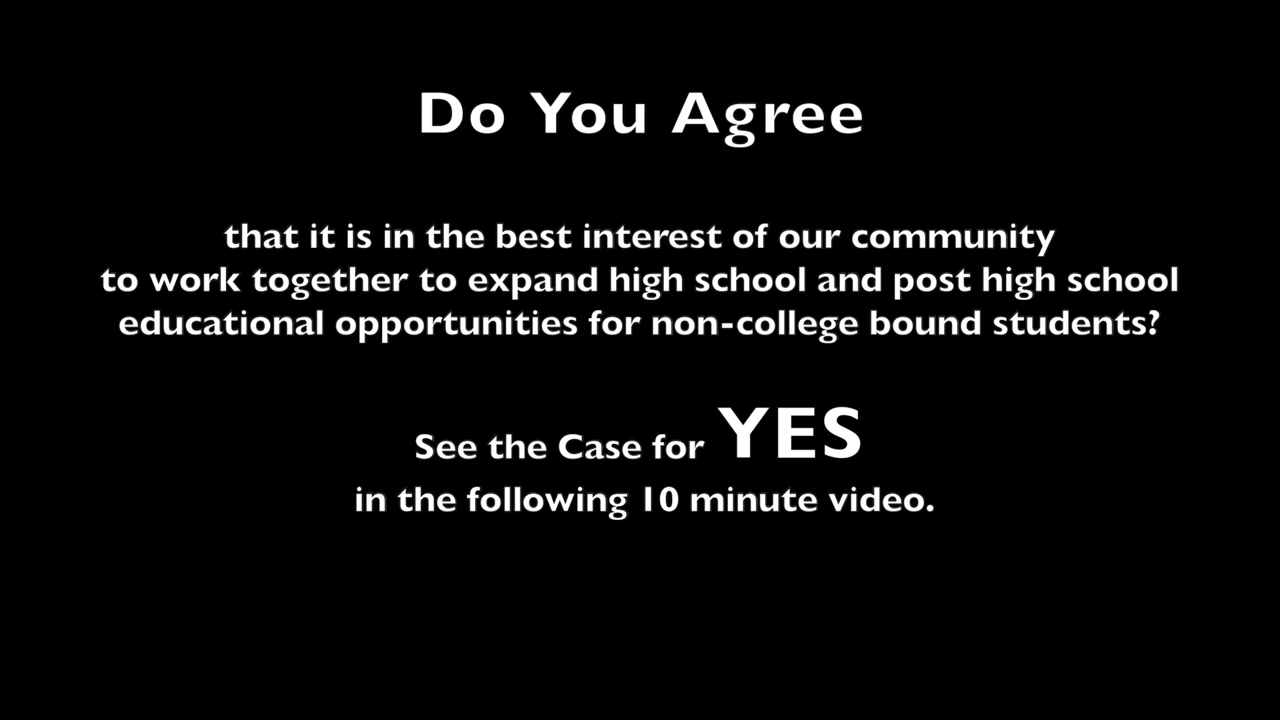 Do You Agree
that it is in the best interest of our community
to work together to expand high school and post high school
educational opportunities for non-college bound students?
See the Case for YES
in the following 10 minute video.